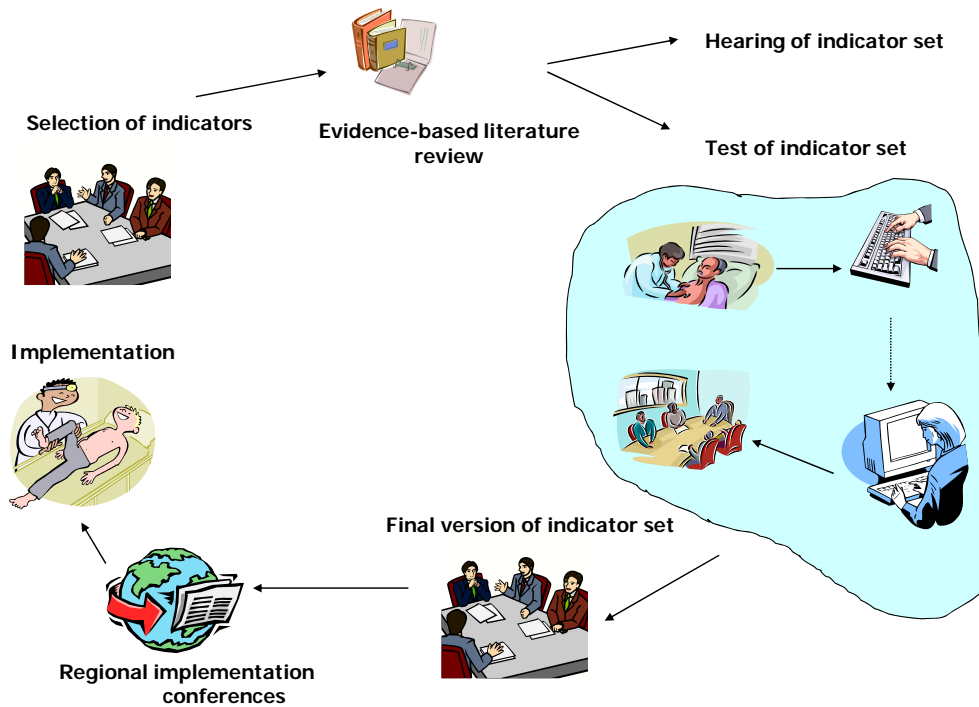 Selection of indicators
Evidence-based literature
review
Hearing of indicator set
Test of indicator set
Final version of indicator set
Regional implementation
conferences
Implementation